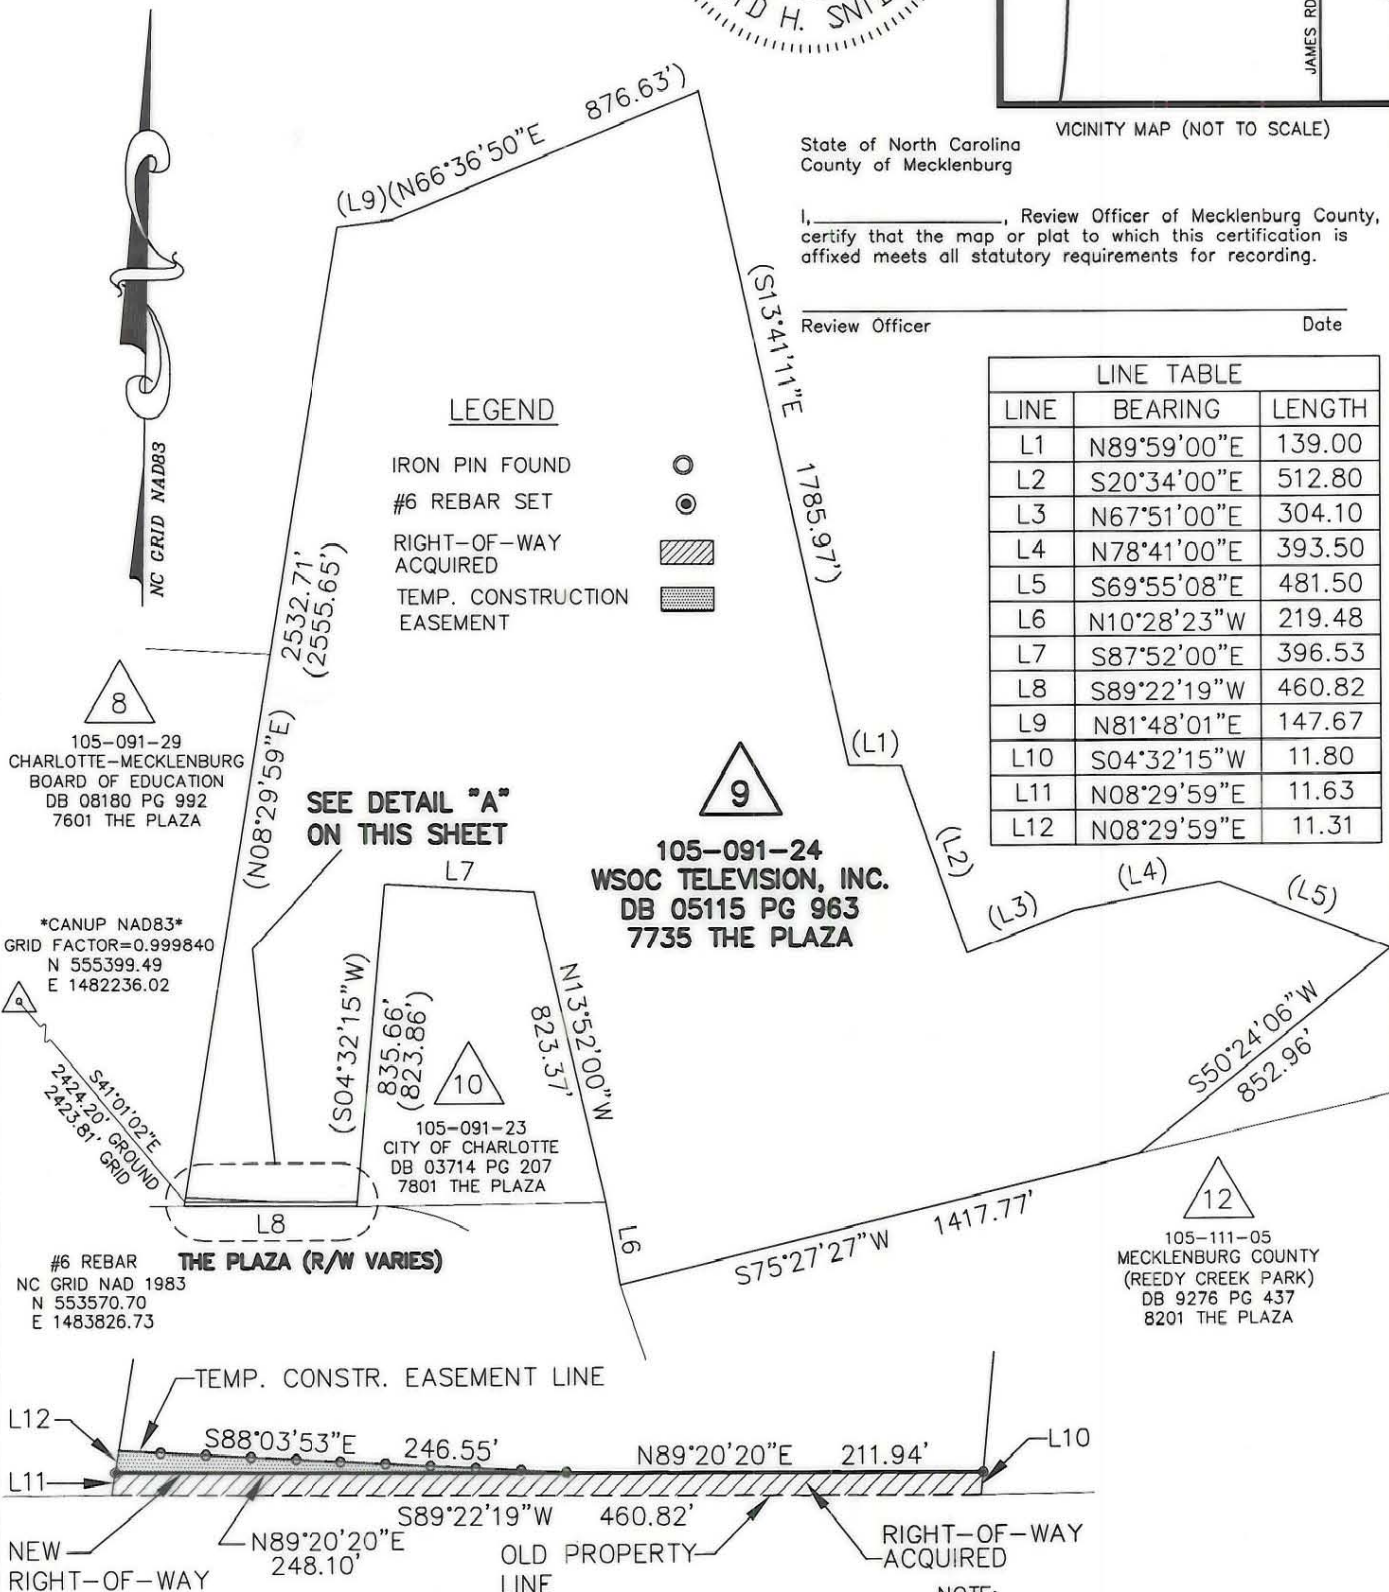 D H. SNI
JAMES RD
VICINITY MAP (NOT TO SCALE)
State of North Carolina
County of Mecklenburg
I,____________, Review Officer of Mecklenburg County,
certify that the map or plat to which this certification is
affixed meets all statutory requirements for recording.
Review Officer Date
NC GRID NAD83
(L9)(N66°36'50"E 876.63')
(S13°41'11"E 1785.97')
LEGEND
IRON PIN FOUND
#6 REBAR SET
RIGHT-OF-WAY
ACQUIRED
TEMP. CONSTRUCTION
EASEMENT
LINE TABLE
LINE BEARING LENGTH
L1 N89°59'00"E 139.00
L2 S20°34'00"E 512.80
L3 N67°51'00"E 304.10
L4 N78°41'00"E 393.50
L5 S69°55'08"E 481.50
L6 N10°28'23"W 219.48
L7 S87°52'00"E 396.53
L8 S89°22'19"W 460.82
L9 N81°48'01"E 147.67
L10 S04°32'15"W 11.80
L11 N08°29'59"E 11.63
L12 N08°29'59"E 11.31
2532.71'
(2555.65')
(N08°29'59"E)
8
105-091-29
CHARLOTTE-MECKLENBURG
BOARD OF EDUCATION
DB 08180 PG 992
7601 THE PLAZA
SEE DETAIL "A"
ON THIS SHEET
9
105-091-24
WSOC TELEVISION, INC.
DB 05115 PG 963
7735 THE PLAZA
(L1)
(L2)
(L3)
(L4)
(L5)
L7
*CANUP NAD83*
GRID FACTOR=0.999840
N 555399.49
E 1482236.02
S41°01'02"E
2424.20' GROUND
2423.81' GRID
(S04°32'15"W)
835.66'
(823.86')
N13°52'00"W
823.37'
10
105-091-23
CITY OF CHARLOTTE
DB 03714 PG 207
7801 THE PLAZA
S50°24'06"W
852.96'
L8
L6
S75°27'27"W 1417.77'
12
105-111-05
MECKLENBURG COUNTY
(REEDY CREEK PARK)
DB 9276 PG 437
8201 THE PLAZA
THE PLAZA (R/W VARIES)
#6 REBAR
NC GRID NAD 1983
N 553570.70
E 1483826.73
TEMP. CONSTR. EASEMENT LINE
L12
S88°03'53"E 246.55'
N89°20'20"E 211.94'
L10
L11
S89°22'19"W 460.82'
N89°20'20"E
248.10'
NEW
RIGHT-OF-WAY
OLD PROPERTY
LINE
RIGHT-OF-WAY
ACQUIRED
NOTE: